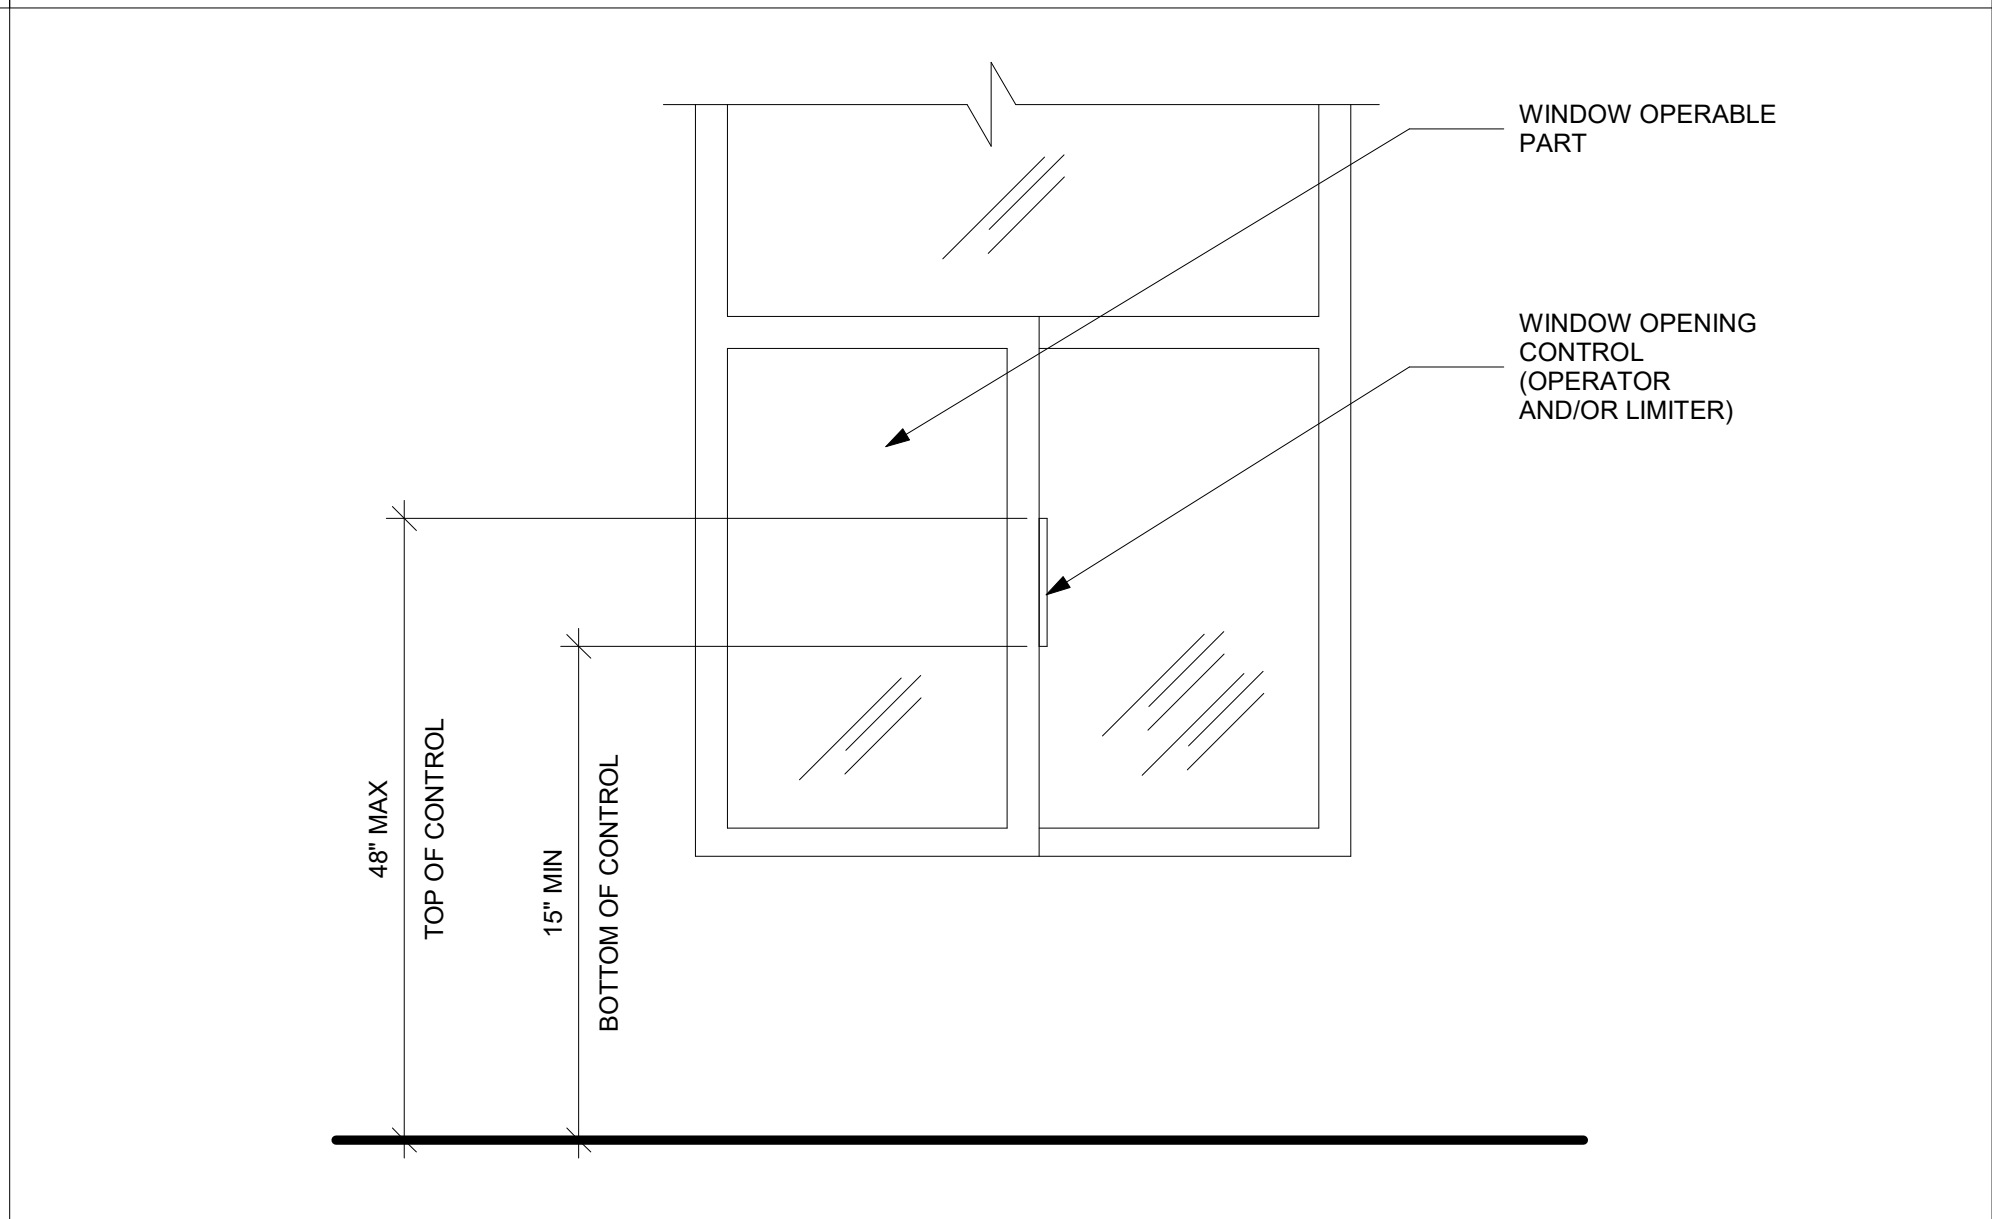 WINDOW OPERABLE
PART
WINDOW OPENING
CONTROL
(OPERATOR
AND/OR LIMITER)
48" MAX
TOP OF CONTROL
15" MIN
BOTTOM OF CONTROL